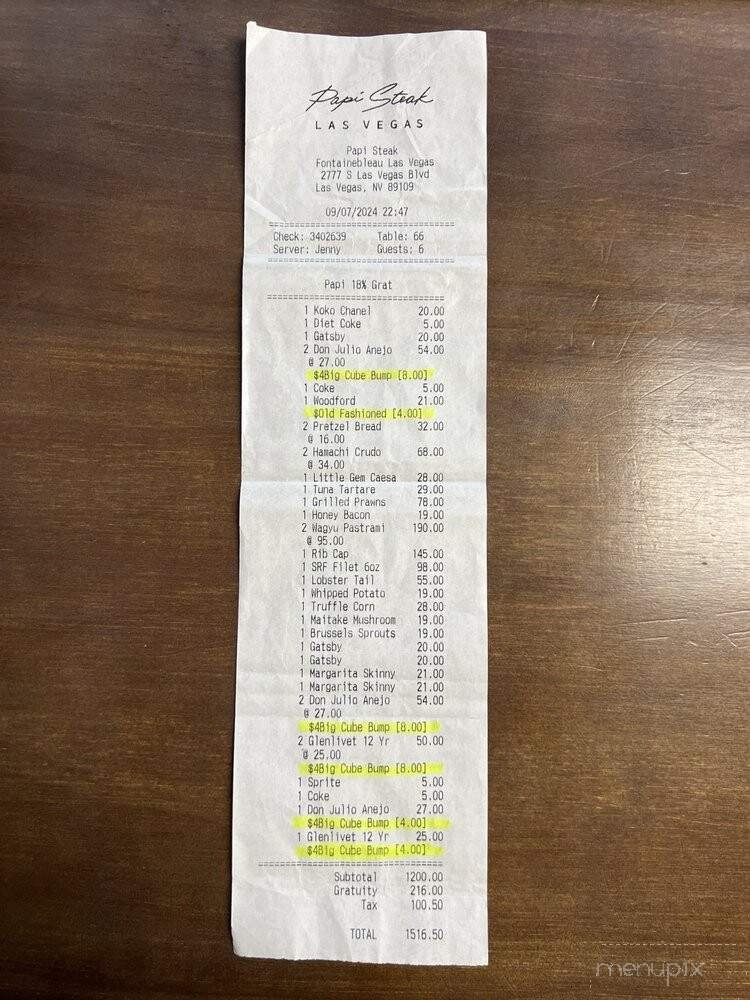 Papi Steak
LAS VEGAS
Papi Steak
Fontainebleau Las Vegas
2777 S Las Vegas Blvd
Las Vegas, NV 89109
09/07/2024 22:47
Check: 3402639 Table: 66
Server: Jenny Guests: 6
Papi 18% Grat
1 Koko Chanel 20.00
1 Diet Coke 5.00
1 Gatsby 20.00
2 Don Julio Anejo 54.00
@ 27.00
$4Big Cube Bump [8.00]
1 Coke 5.00
1 Woodford 21.00
$Old Fashioned [4.00]
2 Pretzel Bread 32.00
@ 16.00
2 Hamachi Crudo 68.00
@ 34.00
1 Little Gem Caesa 28.00
1 Tuna Tartare 29.00
1 Grilled Prawns 78.00
1 Honey Bacon 19.00
2 Wagyu Pastrami 190.00
@ 95.00
1 Rib Cap 145.00
1 SRF Filet 6oz 98.00
1 Lobster Tail 55.00
1 Whipped Potato 19.00
1 Truffle Corn 28.00
1 Maitake Mushroom 19.00
1 Brussels Sprouts 19.00
1 Gatsby 20.00
1 Gatsby 20.00
1 Margarita Skinny 21.00
1 Margarita Skinny 21.00
2 Don Julio Anejo 54.00
@ 27.00
$4Big Cube Bump [8.00]
2 Glenlivet 12 Yr 50.00
@ 25.00
$4Big Cube Bump [8.00]
1 Sprite 5.00
1 Coke 5.00
1 Don Julio Anejo 27.00
$4Big Cube Bump [4.00]
1 Glenlivet 12 Yr 25.00
$4Big Cube Bump [4.00]
Subtotal 1200.00
Gratuity 216.00
Tax 100.50
TOTAL 1516.50
menupix